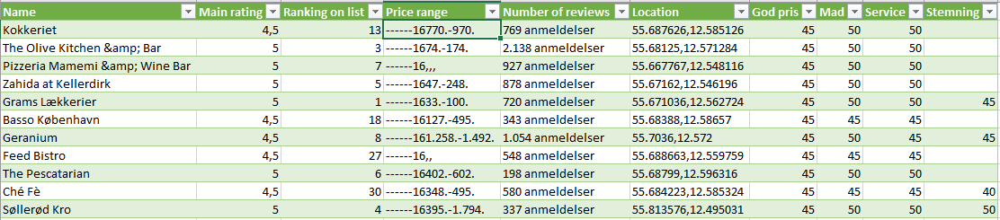 Name Main rating Ranking on list Price range Number of reviews Location God pris Mad Service Stemning
Kokkeriet 4,5 13 ------16770.-970. 769 anmeldelser 55.687626,12.585126 45 50 50
The Olive Kitchen &amp; Bar 5 3 ------1674.-174. 2.138 anmeldelser 55.68125,12.571284 50 50 50
Pizzeria Mamemi &amp; Wine Bar 5 7 ------16,,, 927 anmeldelser 55.667767,12.548116 45 50 50
Zahida at Kellerdirk 5 5 ------1647.-248. 878 anmeldelser 55.67162,12.546196 45 50 50
Grams Lækkerier 5 1 ------1633.-100. 720 anmeldelser 55.671036,12.562724 50 50 50 45
Basso København 4,5 18 ------16127.-495. 343 anmeldelser 55.68388,12.58657 45 45 45
Geranium 4,5 8 ------161.258.-1.492. 1.054 anmeldelser 55.7036,12.572 45 50 45 45
Feed Bistro 4,5 27 ------16,, 548 anmeldelser 55.688663,12.559759 45 45 45
The Pescatarian 5 6 ------16402.-602. 198 anmeldelser 55.68799,12.596316 45 50 50
Ché Fè 4,5 30 ------16348.-495. 580 anmeldelser 55.684223,12.585324 45 45 45 40
Søllerød Kro 5 4 ------16395.-1.794. 337 anmeldelser 55.813576,12.495031 45 50 50 50